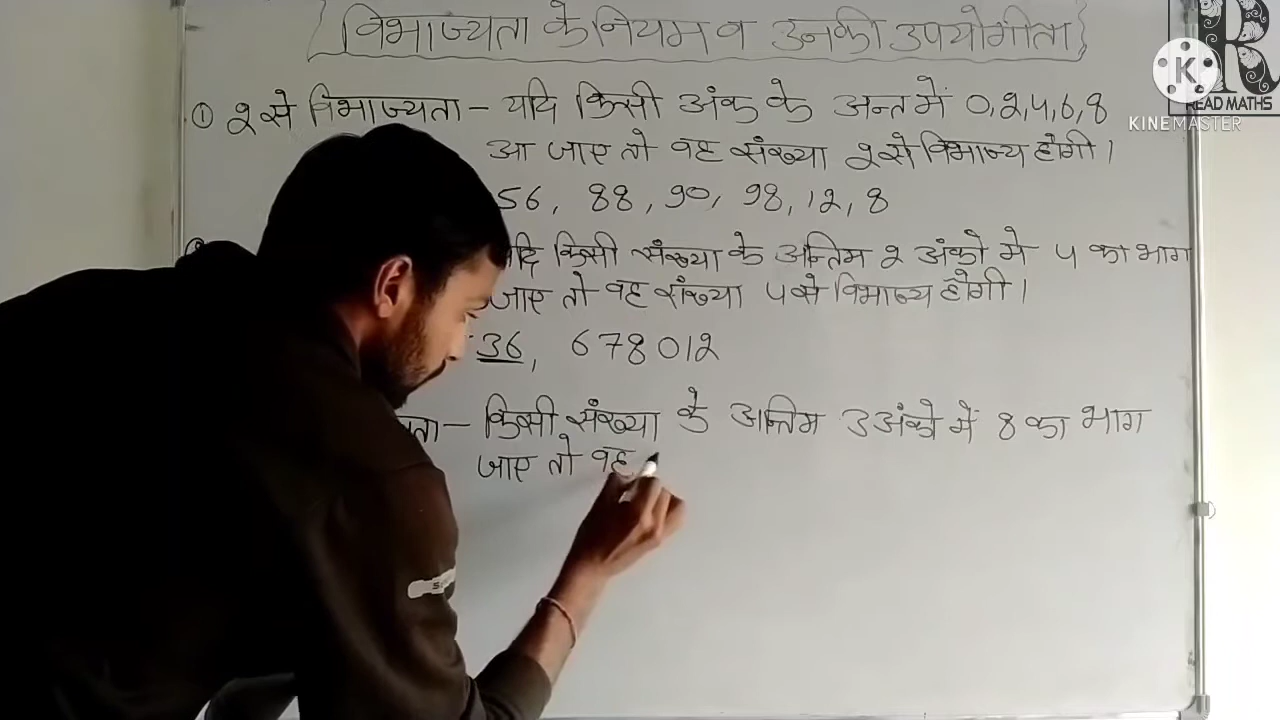 विभाज्यता के नियम व उनकी उपयोगीता
① 2 से विभाज्यता - यदि किसी अंक के अन्त में 0,2,4,6,8
आ जाए तो वह संख्या 2 से विभाज्य होगी।
56, 88, 90, 98, 12, 8
यदि किसी संख्या के अन्तिम 2 अंको मे 4 का भाग
जाए तो वह संख्या 4 से विभाज्य होगी।
36, 678012
किसी संख्या के अन्तिम 3 अंको में 8 का भाग
जाए तो वह
READ MATHS
KINEMASTER